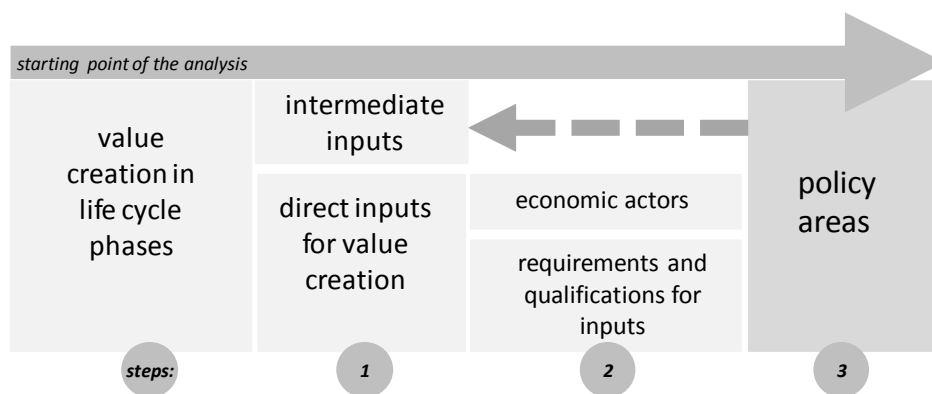 starting point of the analysis
value
creation in
life cycle
phases
intermediate
inputs
direct inputs
for value
creation
economic actors
requirements and
qualifications for
inputs
policy
areas
steps:
1
2
3